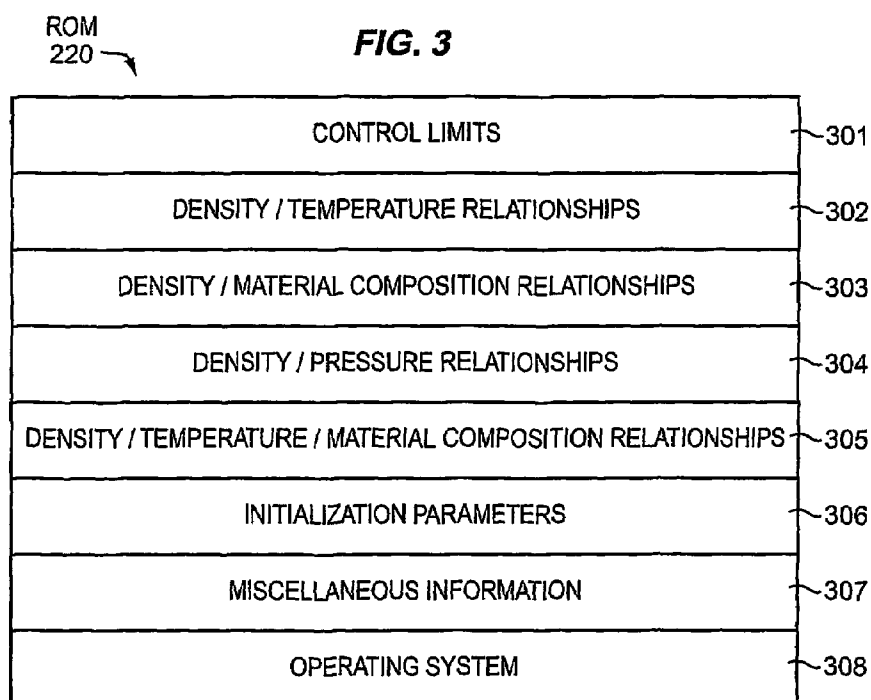 ROM
220
FIG. 3
CONTROL LIMITS 301
DENSITY / TEMPERATURE RELATIONSHIPS 302
DENSITY / MATERIAL COMPOSITION RELATIONSHIPS 303
DENSITY / PRESSURE RELATIONSHIPS 304
DENSITY / TEMPERATURE / MATERIAL COMPOSITION RELATIONSHIPS 305
INITIALIZATION PARAMETERS 306
MISCELLANEOUS INFORMATION 307
OPERATING SYSTEM 308